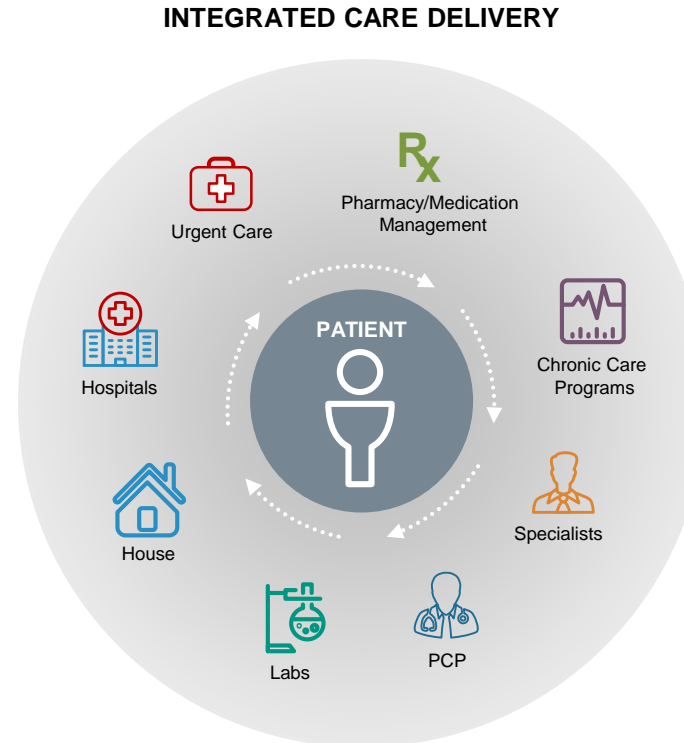 INTEGRATED CARE DELIVERY
Rx
Pharmacy/Medication
Management
Urgent Care
PATIENT
Chronic Care
Programs
Hospitals
Specialists
House
PCP
Labs